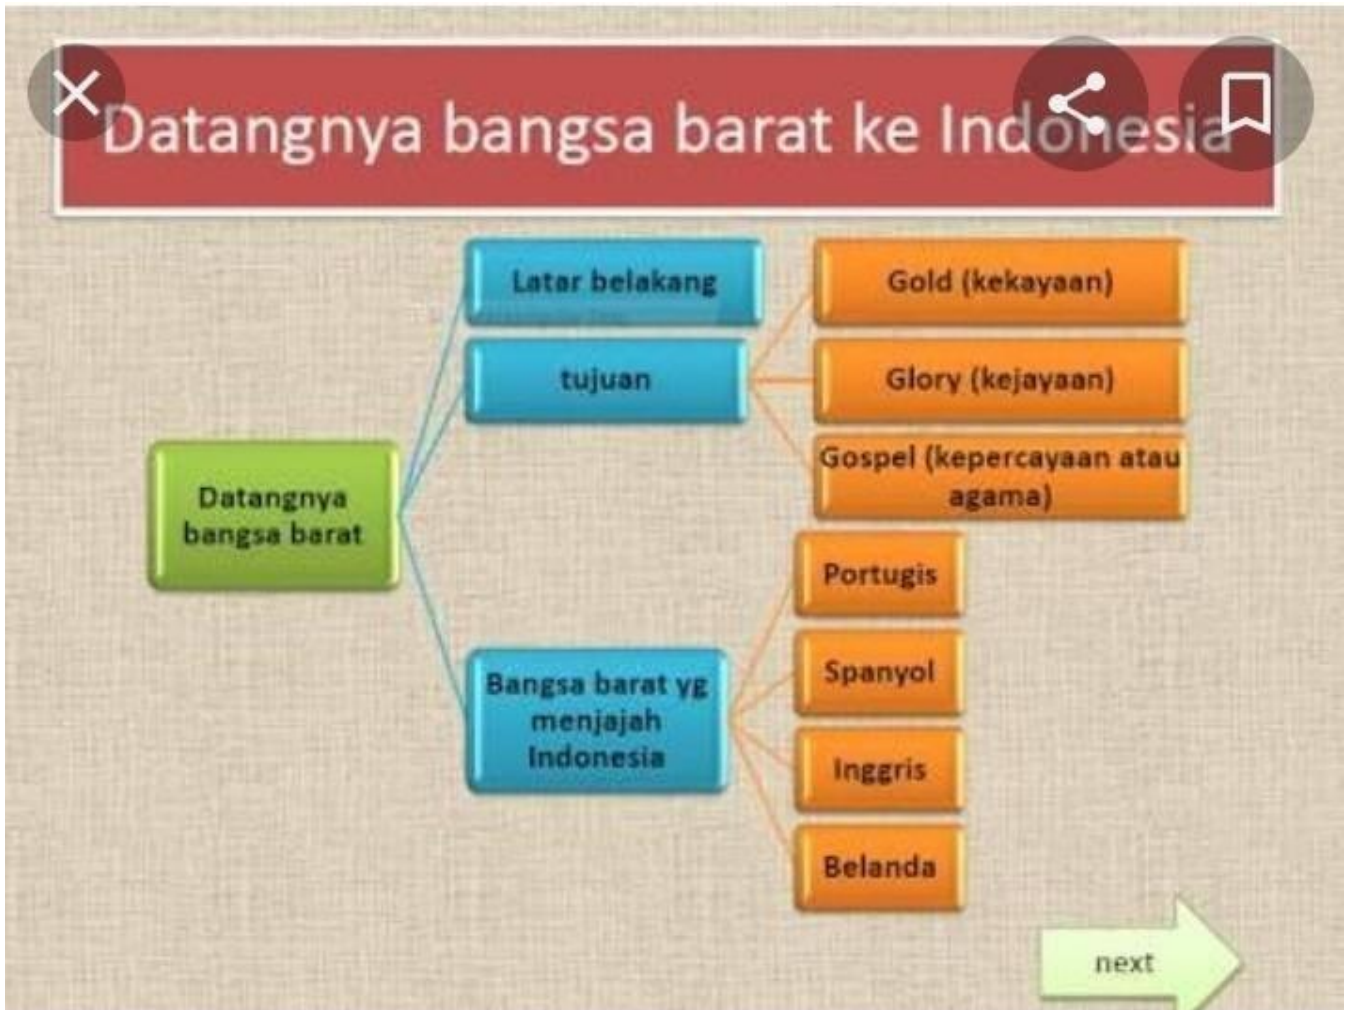 Datangnya bangsa barat ke Indonesia
Latar belakang
Gold (kekayaan)
tujuan
Glory (kejayaan)
Gospel (kepercayaan atau
agama)
Datangnya
bangsa barat
Portugis
Spanyol
Bangsa barat yg
menjajah
Indonesia
Inggris
Belanda
next